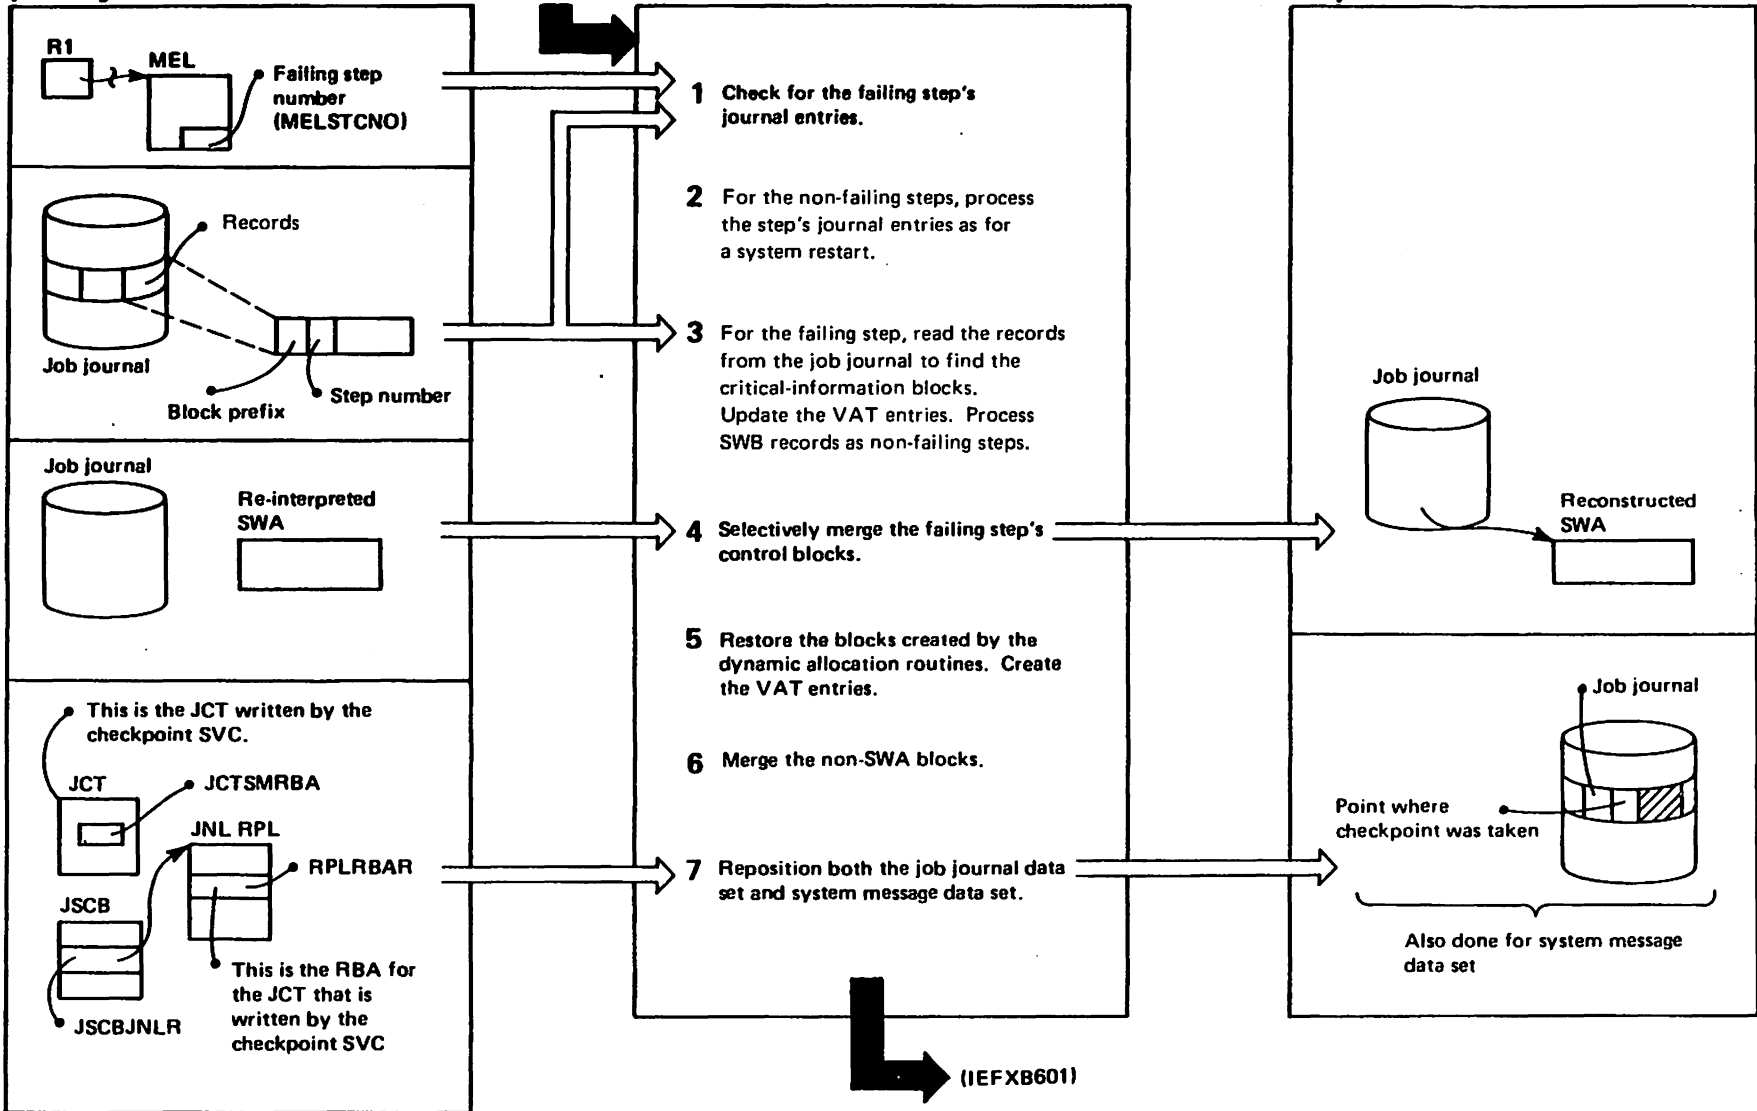 R1
MEL
Failing step
number
(MELSTCNO)
Records
Job journal
Block prefix
Step number
Job journal
Re-interpreted
SWA
This is the JCT written by the
checkpoint SVC.
JCT
JCTSMRBA
JNL RPL
RPLRBAR
JSCB
This is the RBA for
the JCT that is
written by the
checkpoint SVC
JSCBJNLR
1 Check for the failing step's
journal entries.
2 For the non-failing steps, process
the step's journal entries as for
a system restart.
3 For the failing step, read the records
from the job journal to find the
critical-information blocks.
Update the VAT entries. Process
SWB records as non-failing steps.
4 Selectively merge the failing step's
control blocks.
5 Restore the blocks created by the
dynamic allocation routines. Create
the VAT entries.
6 Merge the non-SWA blocks.
7 Reposition both the job journal data
set and system message data set.
(IEFXB601)
Job journal
Reconstructed
SWA
Job journal
Point where
checkpoint was taken
Also done for system message
data set